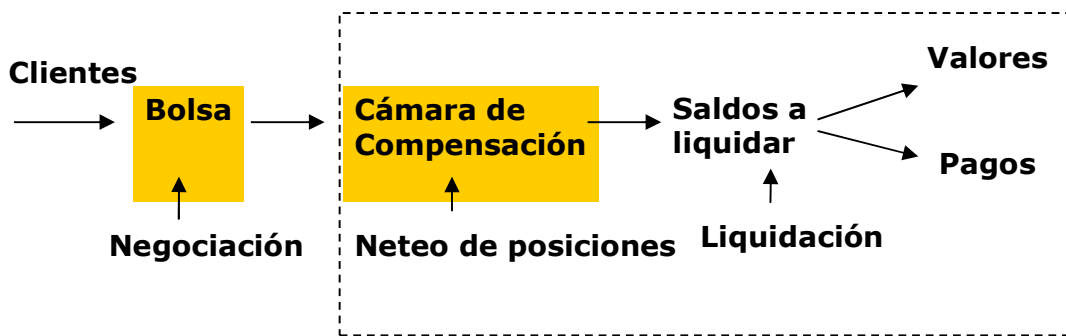 Clientes
Bolsa
Cámara de
Compensación
Saldos a
liquidar
Valores
Pagos
Negociación
Neteo de posiciones
Liquidación